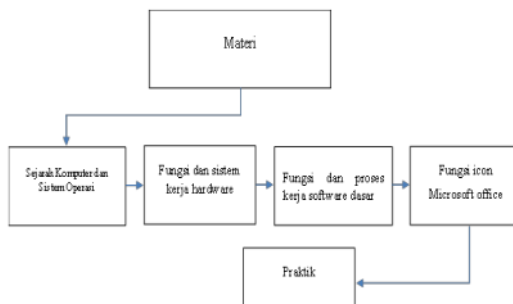 Materi
Sejarah Komputer dan
Sistem Operasi
Fungsi dan sistem
kerja hardware
Fungsi dan proses
kerja software dasar
Fungsi icon
Microsoft office
Praktik